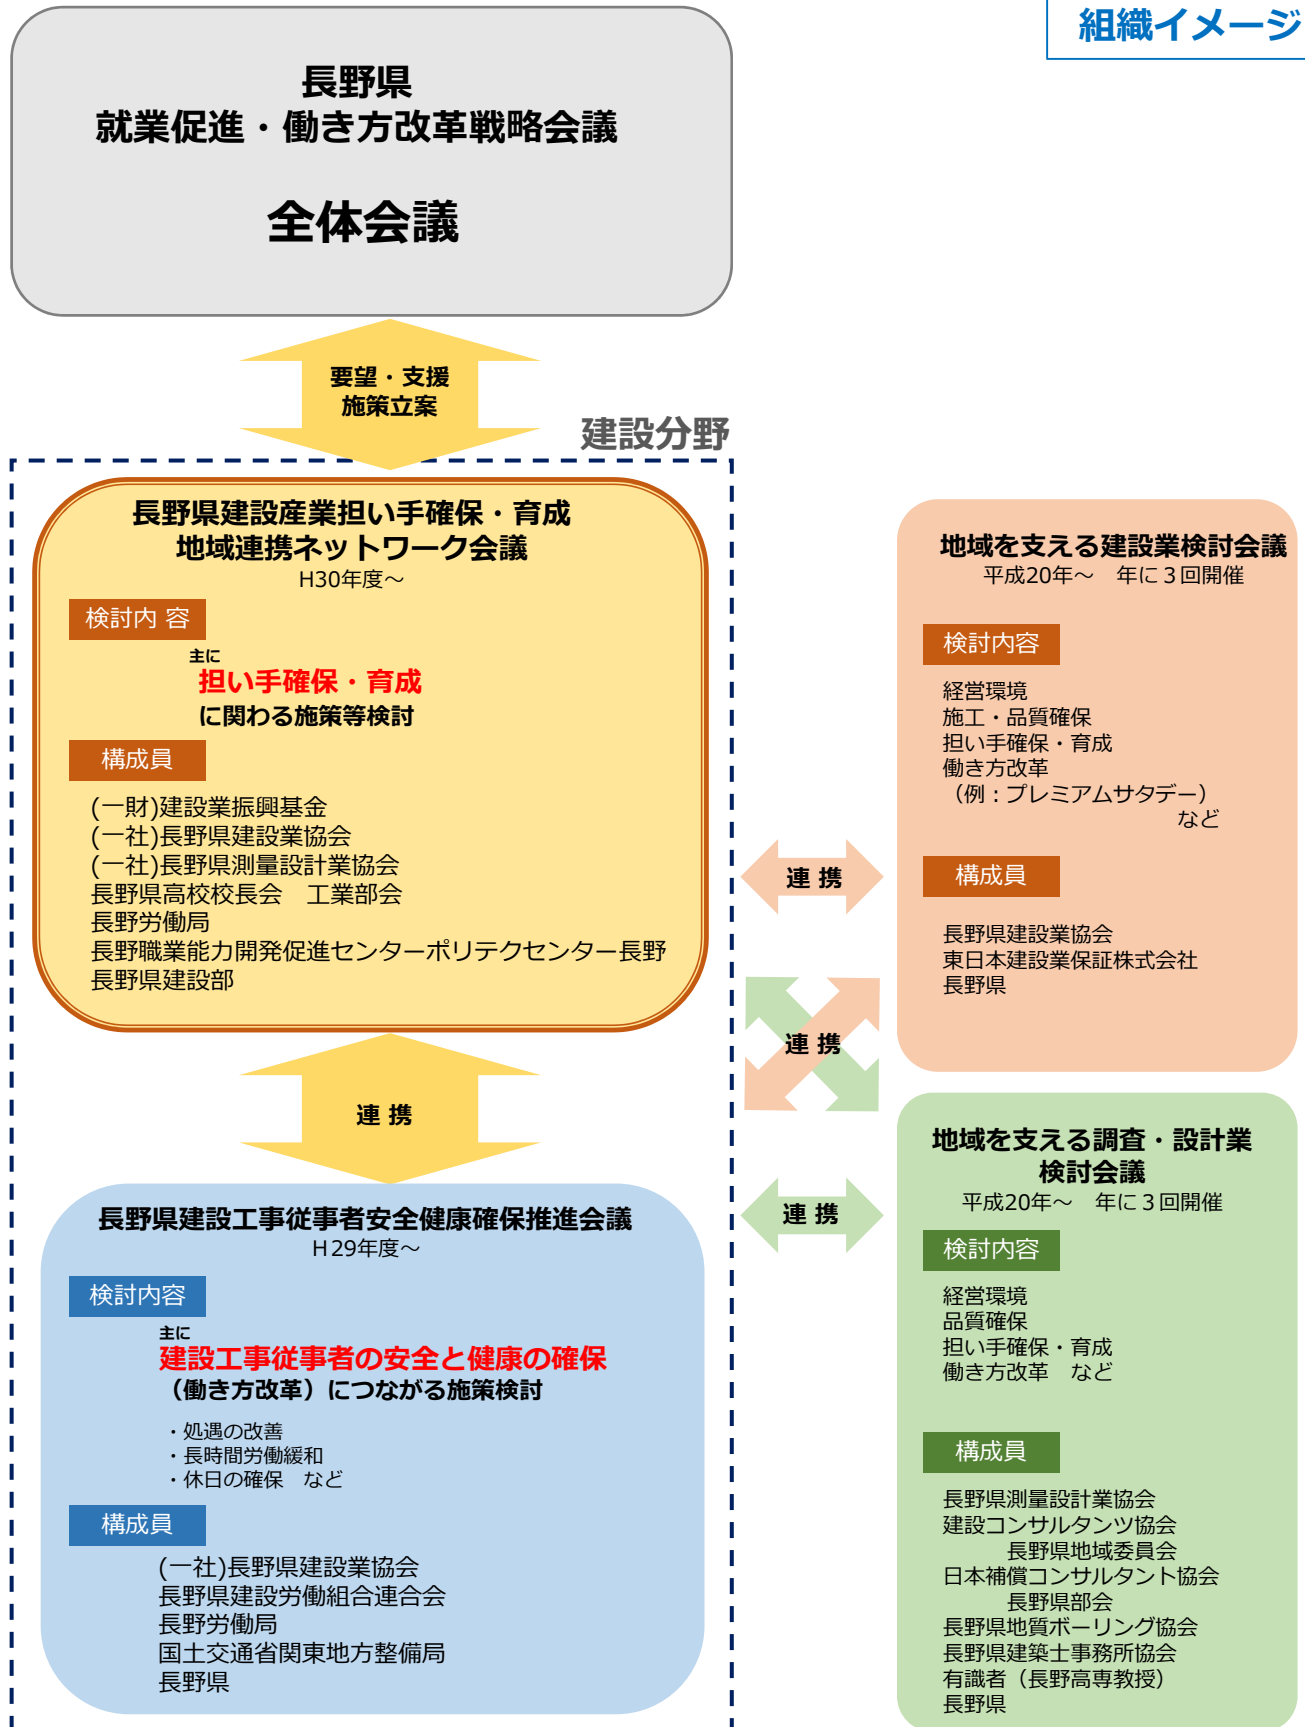 組織イメージ
長野県
就業促進・働き方改革戦略会議
全体会議
要望・支援
施策立案
建設分野
長野県建設産業担い手確保・育成
地域連携ネットワーク会議
H30年度～
検討内 容
主に
担い手確保・育成
に関わる施策等検討
構成員
(一財)建設業振興基金
(一社)長野県建設業協会
(一社)長野県測量設計業協会
長野県高校校長会　工業部会
長野労働局
長野職業能力開発促進センターポリテクセンター長野
長野県建設部
連 携
長野県建設工事従事者安全健康確保推進会議
H29年度～
検討内容
主に
建設工事従事者の安全と健康の確保
（働き方改革）につながる施策検討
・処遇の改善
・長時間労働緩和
・休日の確保　など
構成員
(一社)長野県建設業協会
長野県建設労働組合連合会
長野労働局
国土交通省関東地方整備局
長野県
連 携
連 携
連 携
地域を支える建設業検討会議
平成20年～　年に３回開催
検討内容
経営環境
施工・品質確保
担い手確保・育成
働き方改革
（例：プレミアムサタデー）
など
構成員
長野県建設業協会
東日本建設業保証株式会社
長野県
地域を支える調査・設計業
検討会議
平成20年～　年に３回開催
検討内容
経営環境
品質確保
担い手確保・育成
働き方改革　など
構成員
長野県測量設計業協会
建設コンサルタンツ協会
長野県地域委員会
日本補償コンサルタント協会
長野県部会
長野県地質ボーリング協会
長野県建築士事務所協会
有識者（長野高専教授）
長野県